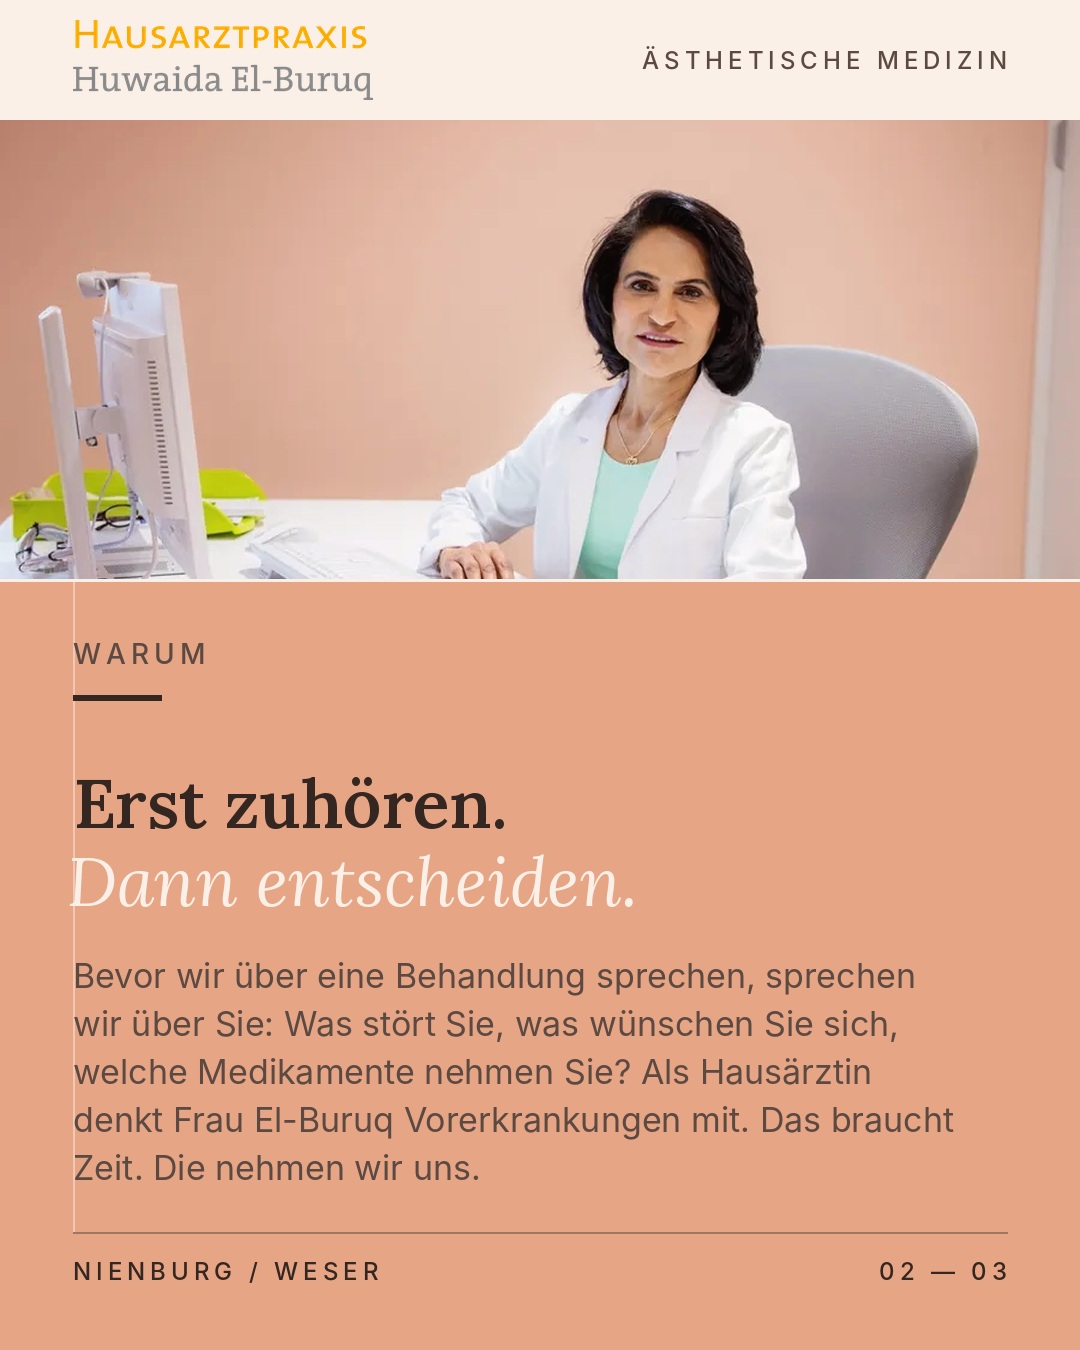 HAUSARZTPRAXIS
Huwaida El-Buruq
ÄSTHETISCHE MEDIZIN
WARUM
Erst zuhören.
Dann entscheiden.
Bevor wir über eine Behandlung sprechen, sprechen
wir über Sie: Was stört Sie, was wünschen Sie sich,
welche Medikamente nehmen Sie? Als Hausärztin
denkt Frau El-Buruq Vorerkrankungen mit. Das braucht
Zeit. Die nehmen wir uns.
NIENBURG / WESER
02 — 03